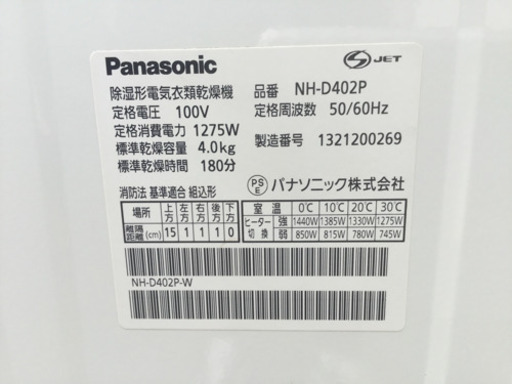 Panasonic
S JET
除湿形電気衣類乾燥機
品番 NH-D402P
定格電圧 100V
定格周波数 50/60Hz
定格消費電力 1275W
標準乾燥容量 4.0kg
製造番号 1321200269
標準乾燥時間 180分
PSE パナソニック株式会社
消防法 基準適合 組込形
場所 上方 左方 右方 後方 下方
離隔距離(cm) 15 1 1 1 0
室温 0℃ 10℃ 20℃ 30℃
ヒーター切換 強 1440W 1385W 1330W 1275W
弱 850W 815W 780W 745W
NH-D402P-W